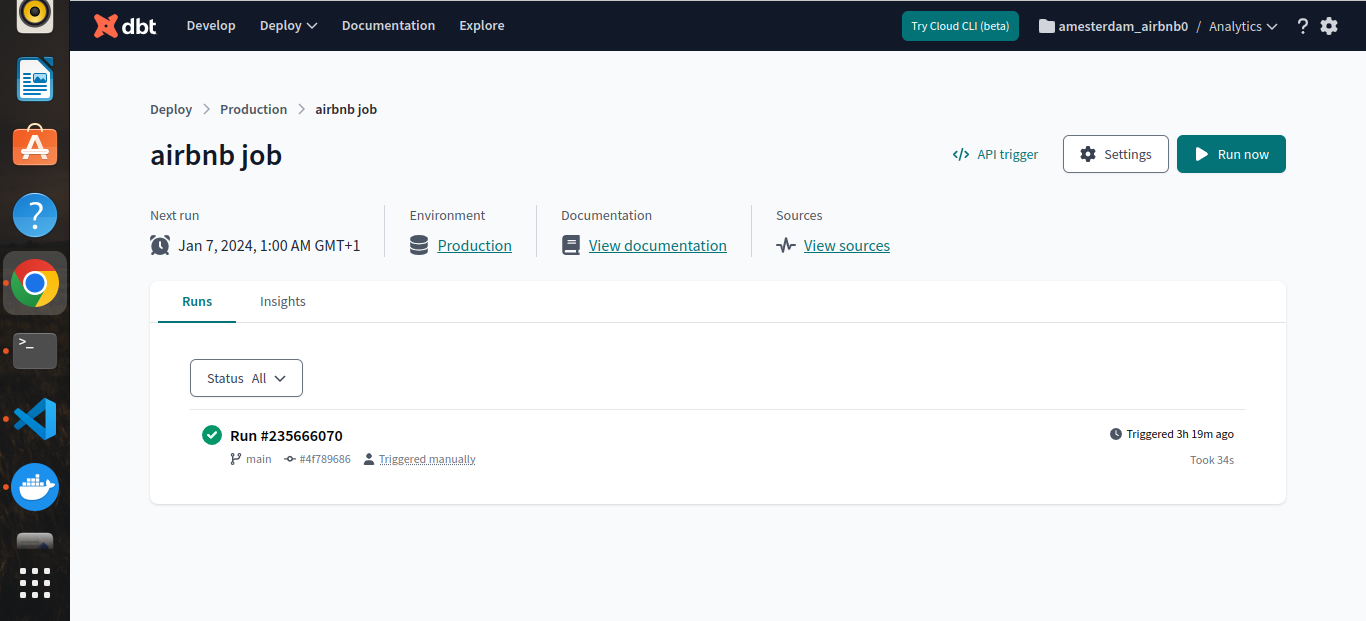 dbt Develop Deploy Documentation Explore Try Cloud CLI (beta) amesterdam_airbnb0 / Analytics ?
Deploy > Production > airbnb job
airbnb job
</> API trigger Settings Run now
Next run Environment Documentation Sources
Jan 7, 2024, 1:00 AM GMT+1 Production View documentation View sources
Runs Insights
Status All
Run #235666070 Triggered 3h 19m ago
main #4f789686 Triggered manually Took 34s